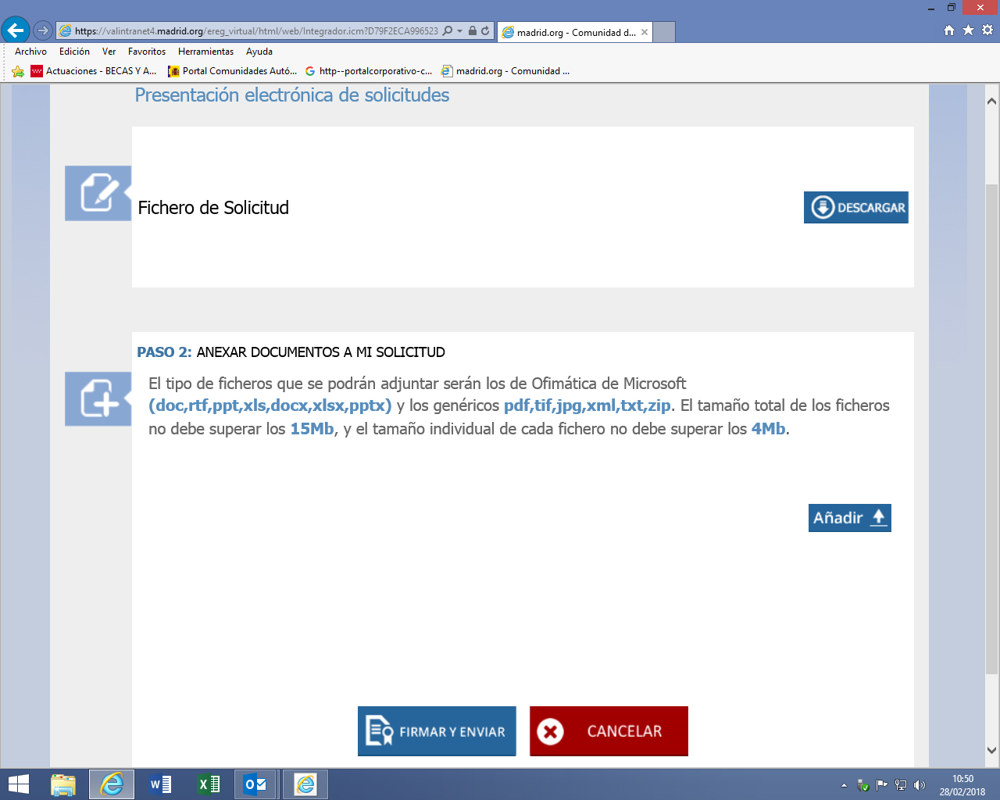 https://valintranet4.madrid.org/ereg_virtual/html/web/Integrador.icm?D79F2ECA996523
madrid.org - Comunidad d...
Archivo Edición Ver Favoritos Herramientas Ayuda
Actuaciones - BECAS Y A... Portal Comunidades Autó... http--portalcorporativo-c... madrid.org - Comunidad ...
Presentación electrónica de solicitudes
Fichero de Solicitud
DESCARGAR
PASO 2: ANEXAR DOCUMENTOS A MI SOLICITUD
El tipo de ficheros que se podrán adjuntar serán los de Ofimática de Microsoft
(doc,rtf,ppt,xls,docx,xlsx,pptx) y los genéricos pdf,tif,jpg,xml,txt,zip. El tamaño total de los ficheros
no debe superar los 15Mb, y el tamaño individual de cada fichero no debe superar los 4Mb.
Añadir
FIRMAR Y ENVIAR
CANCELAR
10:50
28/02/2018